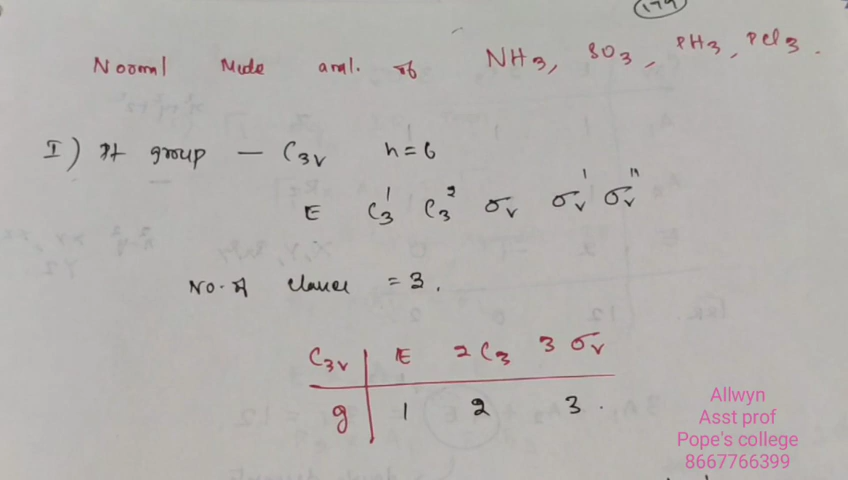 179
Normal Mode anal. of NH3, SO3, PH3, PCl3.
I) Pt group — C3v h=6
E C3¹ C3² σv σv' σv''
No. of classes = 3.
C3v | E 2C3 3σv
g | 1 2 3.
Allwyn
Asst prof
Pope's college
8667766399